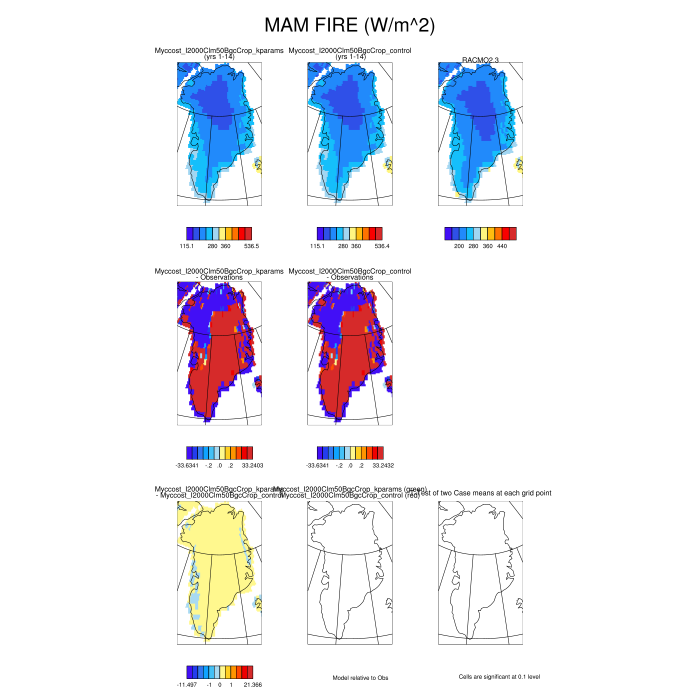 MAM FIRE (W/m^2)
Myccost_I2000Clm50BgcCrop_kparams
(yrs 1-14)
Myccost_I2000Clm50BgcCrop_control
(yrs 1-14)
RACMO2.3
115.1 280 360 536.5
115.1 280 360 536.4
200 280 360 440
Myccost_I2000Clm50BgcCrop_kparams
- Observations
Myccost_I2000Clm50BgcCrop_control
- Observations
-33.6341 -.2 .0 .2 33.2403
-33.6341 -.2 .0 .2 33.2432
Myccost_I2000Clm50BgcCrop_kparams
- Myccost_I2000Clm50BgcCrop_control
Myccost_I2000Clm50BgcCrop_kparams (green)
Myccost_I2000Clm50BgcCrop_control (red)
of two Case means at each grid point
-11.497 -1 0 1 21.366
Model relative to Obs
Cells are significant at 0.1 level